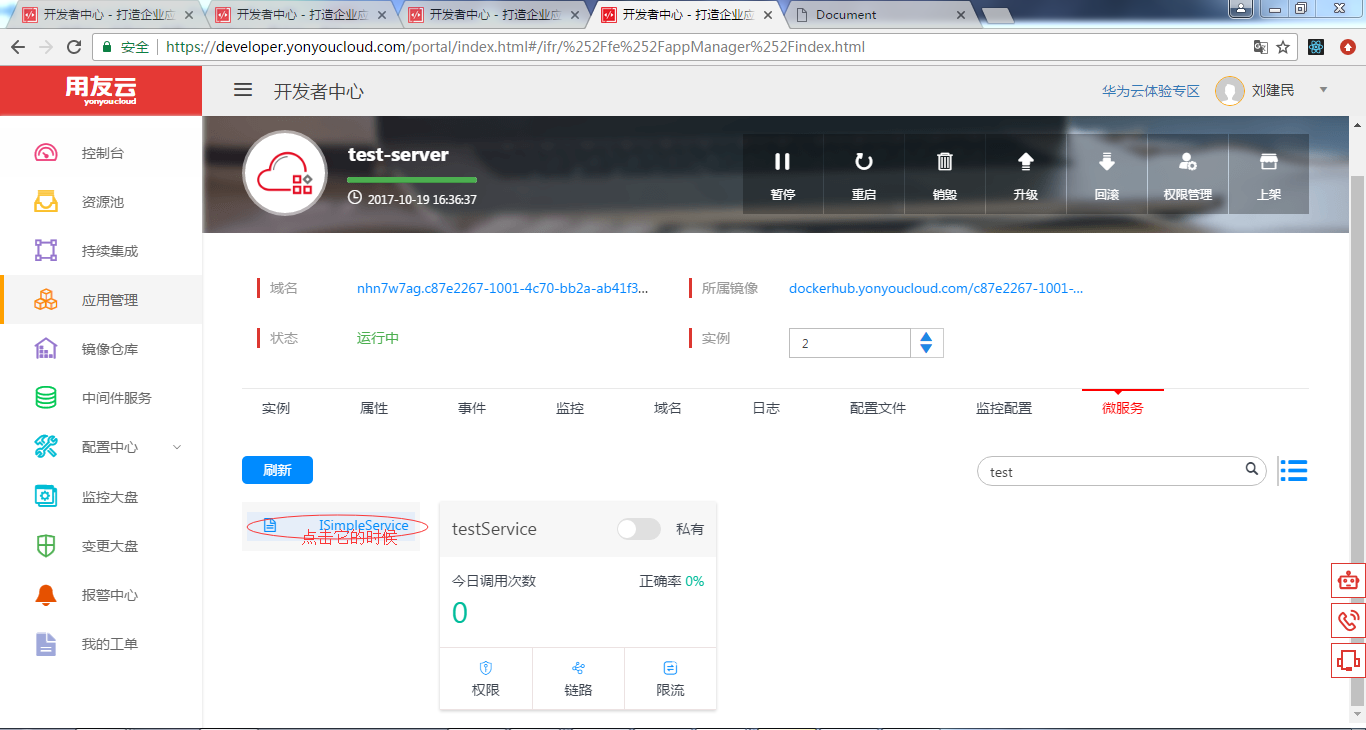 开发者中心 - 打造企业应
开发者中心 - 打造企业应
开发者中心 - 打造企业应
开发者中心 - 打造企业应
Document
安全 https://developer.yonyoucloud.com/portal/index.html#/ifr/%252Ffe%252FappManager%252Findex.html
用友云
yonyoucloud
开发者中心
华为云体验专区
刘建民
控制台
资源池
持续集成
应用管理
镜像仓库
中间件服务
配置中心
监控大盘
变更大盘
报警中心
我的工单
test-server
2017-10-19 16:36:37
暂停
重启
销毁
升级
回滚
权限管理
上架
域名
nhn7w7ag.c87e2267-1001-4c70-bb2a-ab41f3...
所属镜像
dockerhub.yonyoucloud.com/c87e2267-1001-...
状态
运行中
实例
2
实例
属性
事件
监控
域名
日志
配置文件
监控配置
微服务
刷新
test
ISimpleService
点击它的时候
testService
私有
今日调用次数
正确率 0%
0
权限
链路
限流